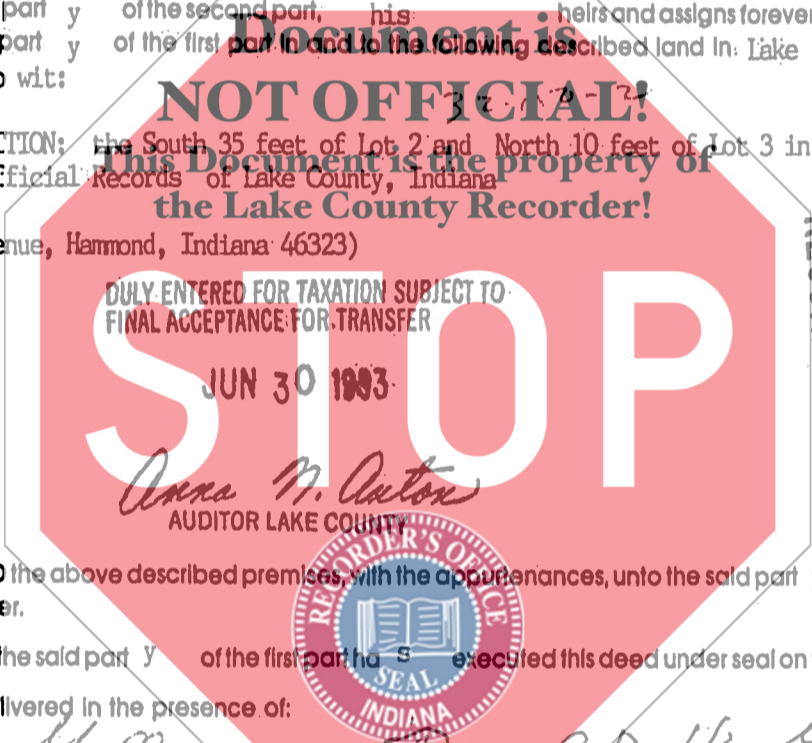 part y of the second part, his heirs and assigns forever
Document is
part y of the first part in and to the following described land in: Lake
wit:
NOT OFFICIAL!
CTION: the South 35 feet of Lot 2 and North 10 feet of Lot 3 in
This Document is the property of
fficial Records of Lake County, Indiana
the Lake County Recorder!
enue, Hammond, Indiana 46323)
DULY ENTERED FOR TAXATION SUBJECT TO
FINAL ACCEPTANCE FOR TRANSFER
STOP
JUN 30 1993
Anna N. Anton
AUDITOR LAKE COUNTY
the above described premises, with the appurtenances, unto the said part
er.
RECORDER'S OFFICE
the said part y of the first part ha s executed this deed under seal on
SEAL
livered in the presence of:
INDIANA